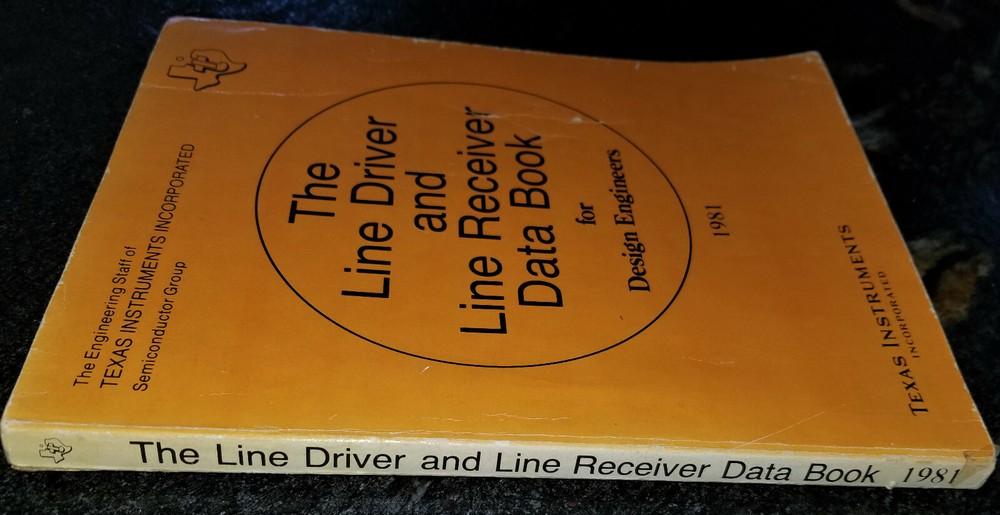 The Engineering Staff of
TEXAS INSTRUMENTS INCORPORATED
Semiconductor Group
The
Line Driver
and
Line Receiver
Data Book
for
Design Engineers
1981
TEXAS INSTRUMENTS
INCORPORATED
The Line Driver and Line Receiver Data Book 1981